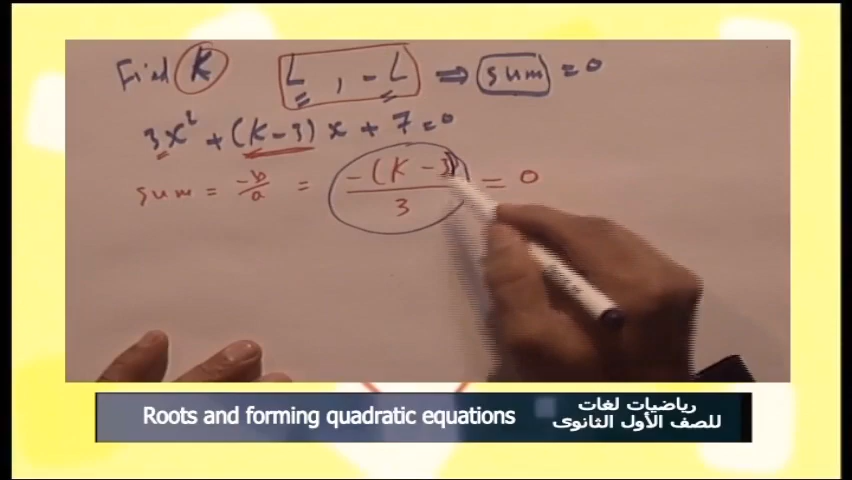 Find K L , - L ⇒ sum = 0
3x² + (K - 3) x + 7 = 0
sum = -b/a = -(K - 3)/3 = 0
Roots and forming quadratic equations
رياضيات لغات
للصف الأول الثانوى